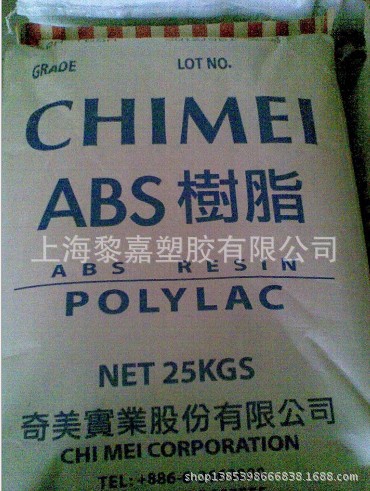 GRADE LOT NO.
CHIMEI
ABS 樹脂
上海黎嘉塑胶有限公司
ABS RESIN
POLYLAC
NET 25KGS
奇美實業股份有限公司
CHI MEI CORPORATION
TEL: +886-
shop1385398666838.1688.com